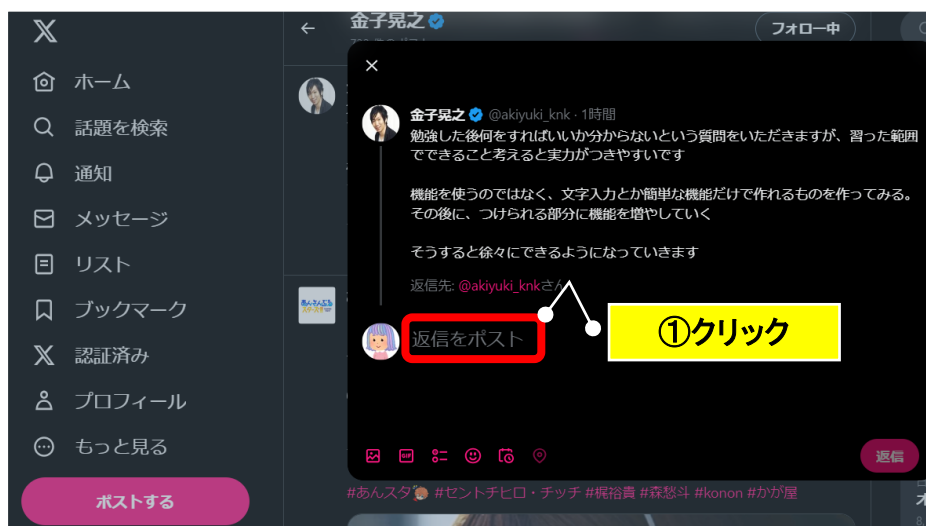 金子晃之
フォロー中
ホーム
話題を検索
通知
メッセージ
リスト
ブックマーク
認証済み
プロフィール
もっと見る
ポストする
金子晃之 @akiyuki_knk · 1時間
勉強した後何をすればいいか分からないという質問をいただきますが、習った範囲
でできること考えると実力がつきやすいです
機能を使うのではなく、文字入力とか簡単な機能だけで作れるものを作ってみる。
その後に、つけられる部分に機能を増やしていく
そうすると徐々にできるようになっていきます
返信先: @akiyuki_knkさん
返信をポスト
①クリック
GIF
返信
#あんスタ #セントチヒロ・チッチ #梶裕貴 #森愁斗 #konon #かが屋